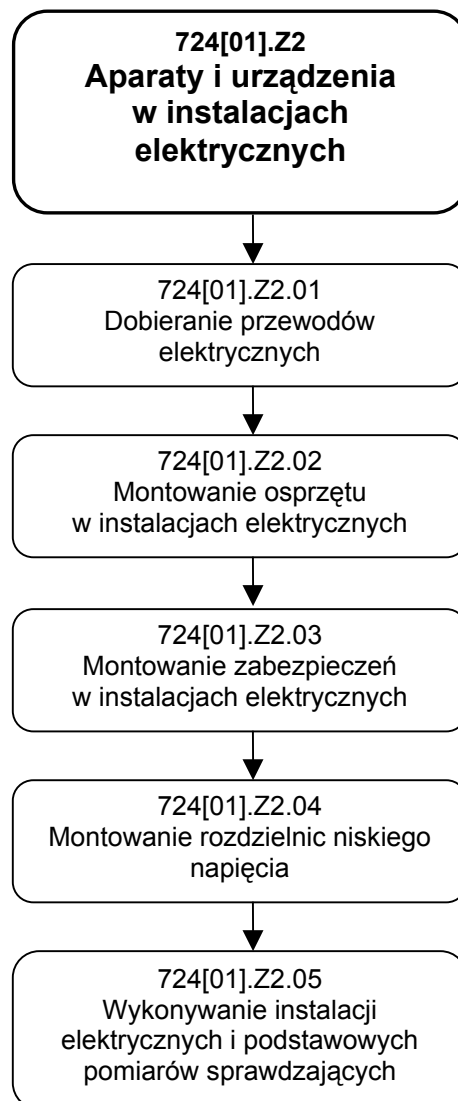 724[01].Z2
Aparaty i urządzenia
w instalacjach
elektrycznych
724[01].Z2.01
Dobieranie przewodów
elektrycznych
724[01].Z2.02
Montowanie osprzętu
w instalacjach elektrycznych
724[01].Z2.03
Montowanie zabezpieczeń
w instalacjach elektrycznych
724[01].Z2.04
Montowanie rozdzielnic niskiego
napięcia
724[01].Z2.05
Wykonywanie instalacji
elektrycznych i podstawowych
pomiarów sprawdzających